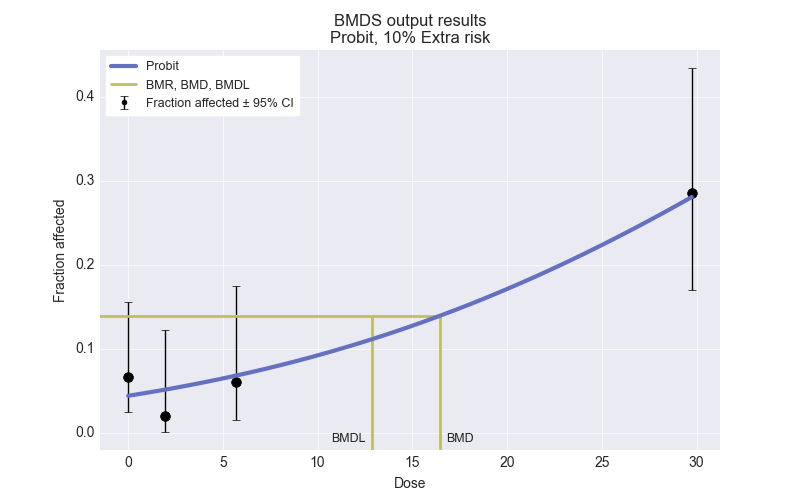 BMDS output results
Probit, 10% Extra risk
Probit
BMR, BMD, BMDL
Fraction affected ± 95% CI
Fraction affected
0.4
0.3
0.2
0.1
0.0
BMDL
BMD
0
5
10
15
20
25
30
Dose